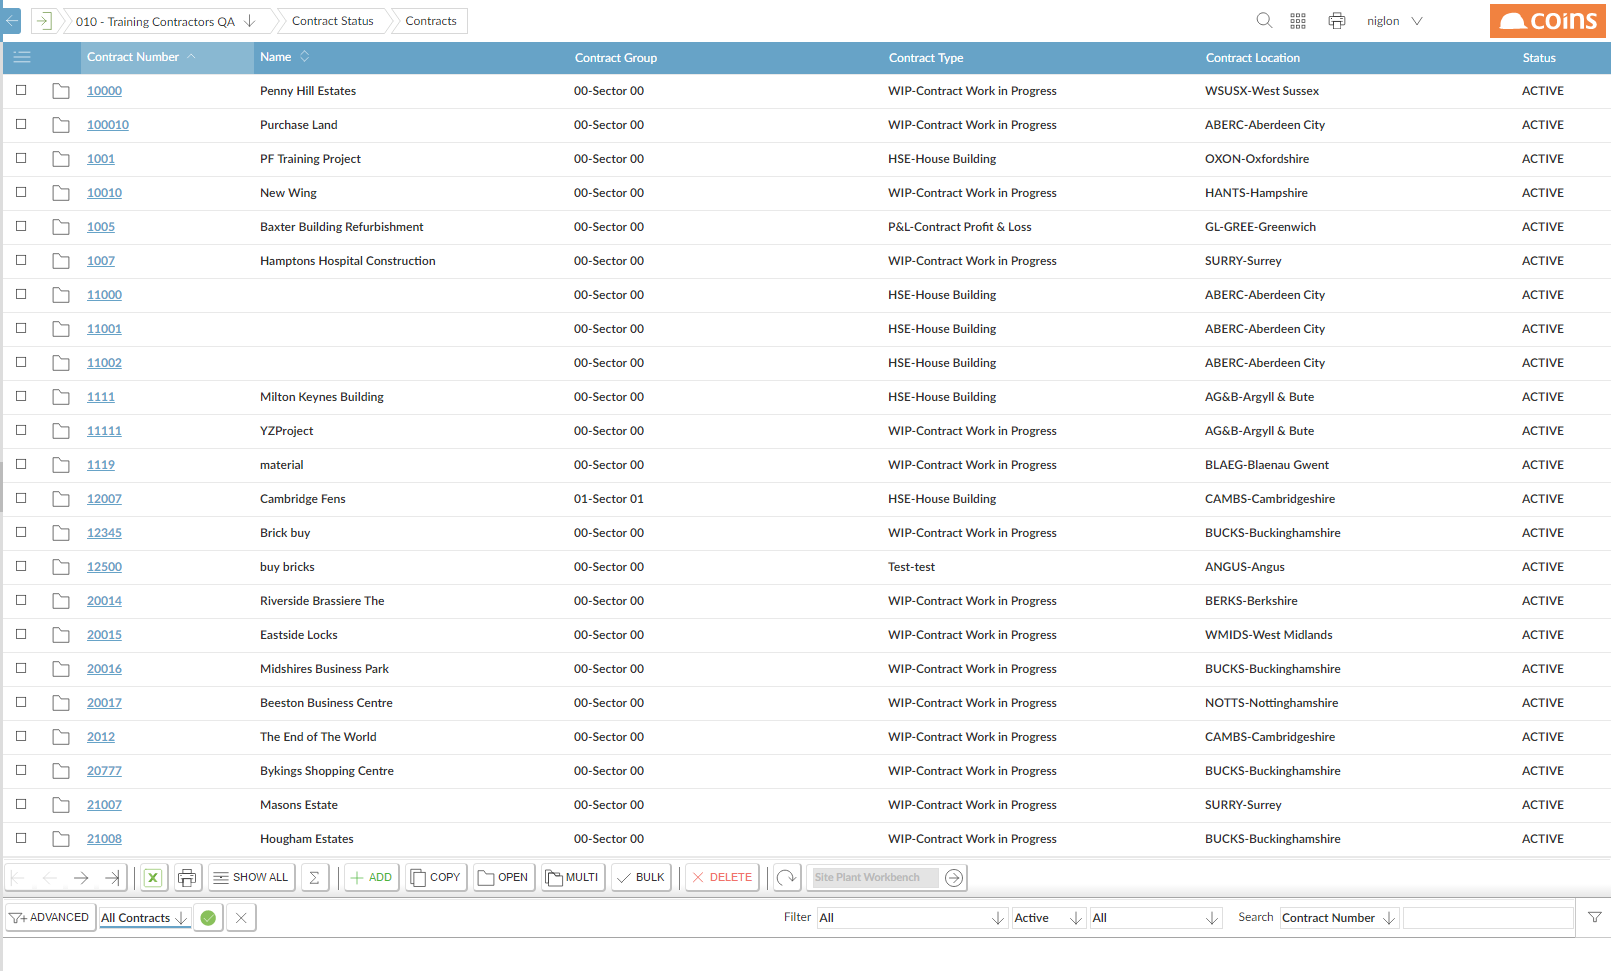 010 - Training Contractors QA Contract Status Contracts niglon coins
Contract Number Name Contract Group Contract Type Contract Location Status
10000 Penny Hill Estates 00-Sector 00 WIP-Contract Work in Progress WSUSX-West Sussex ACTIVE
100010 Purchase Land 00-Sector 00 WIP-Contract Work in Progress ABERC-Aberdeen City ACTIVE
1001 PF Training Project 00-Sector 00 HSE-House Building OXON-Oxfordshire ACTIVE
10010 New Wing 00-Sector 00 WIP-Contract Work in Progress HANTS-Hampshire ACTIVE
1005 Baxter Building Refurbishment 00-Sector 00 P&L-Contract Profit & Loss GL-GREE-Greenwich ACTIVE
1007 Hamptons Hospital Construction 00-Sector 00 WIP-Contract Work in Progress SURRY-Surrey ACTIVE
11000 00-Sector 00 HSE-House Building ABERC-Aberdeen City ACTIVE
11001 00-Sector 00 HSE-House Building ABERC-Aberdeen City ACTIVE
11002 00-Sector 00 HSE-House Building ABERC-Aberdeen City ACTIVE
1111 Milton Keynes Building 00-Sector 00 HSE-House Building AG&B-Argyll & Bute ACTIVE
11111 YZProject 00-Sector 00 WIP-Contract Work in Progress AG&B-Argyll & Bute ACTIVE
1119 material 00-Sector 00 WIP-Contract Work in Progress BLAEG-Blaenau Gwent ACTIVE
12007 Cambridge Fens 01-Sector 01 HSE-House Building CAMBS-Cambridgeshire ACTIVE
12345 Brick buy 00-Sector 00 WIP-Contract Work in Progress BUCKS-Buckinghamshire ACTIVE
12500 buy bricks 00-Sector 00 Test-test ANGUS-Angus ACTIVE
20014 Riverside Brassiere The 00-Sector 00 WIP-Contract Work in Progress BERKS-Berkshire ACTIVE
20015 Eastside Locks 00-Sector 00 WIP-Contract Work in Progress WMIDS-West Midlands ACTIVE
20016 Midshires Business Park 00-Sector 00 WIP-Contract Work in Progress BUCKS-Buckinghamshire ACTIVE
20017 Beeston Business Centre 00-Sector 00 WIP-Contract Work in Progress NOTTS-Nottinghamshire ACTIVE
2012 The End of The World 00-Sector 00 WIP-Contract Work in Progress CAMBS-Cambridgeshire ACTIVE
20777 Bykings Shopping Centre 00-Sector 00 WIP-Contract Work in Progress BUCKS-Buckinghamshire ACTIVE
21007 Masons Estate 00-Sector 00 WIP-Contract Work in Progress SURRY-Surrey ACTIVE
21008 Hougham Estates 00-Sector 00 WIP-Contract Work in Progress BUCKS-Buckinghamshire ACTIVE
X SHOW ALL Σ ADD COPY OPEN MULTI BULK DELETE Site Plant Workbench
ADVANCED All Contracts Filter All Active All Search Contract Number